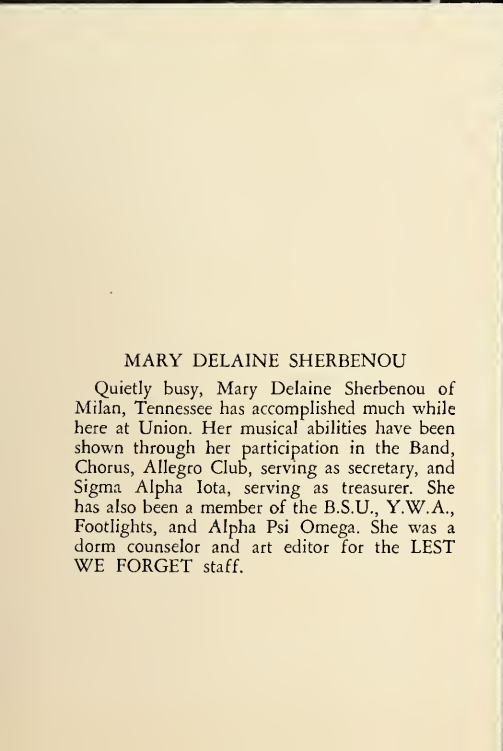 MARY DELAINE SHERBENOU
Quietly busy, Mary Delaine Sherbenou of
Milan, Tennessee has accomplished much while
here at Union. Her musical abilities have been
shown through her participation in the Band,
Chorus, Allegro Club, serving as secretary, and
Sigma Alpha Iota, serving as treasurer. She
has also been a member of the B.S.U., Y.W.A.,
Footlights, and Alpha Psi Omega. She was a
dorm counselor and art editor for the LEST
WE FORGET staff.